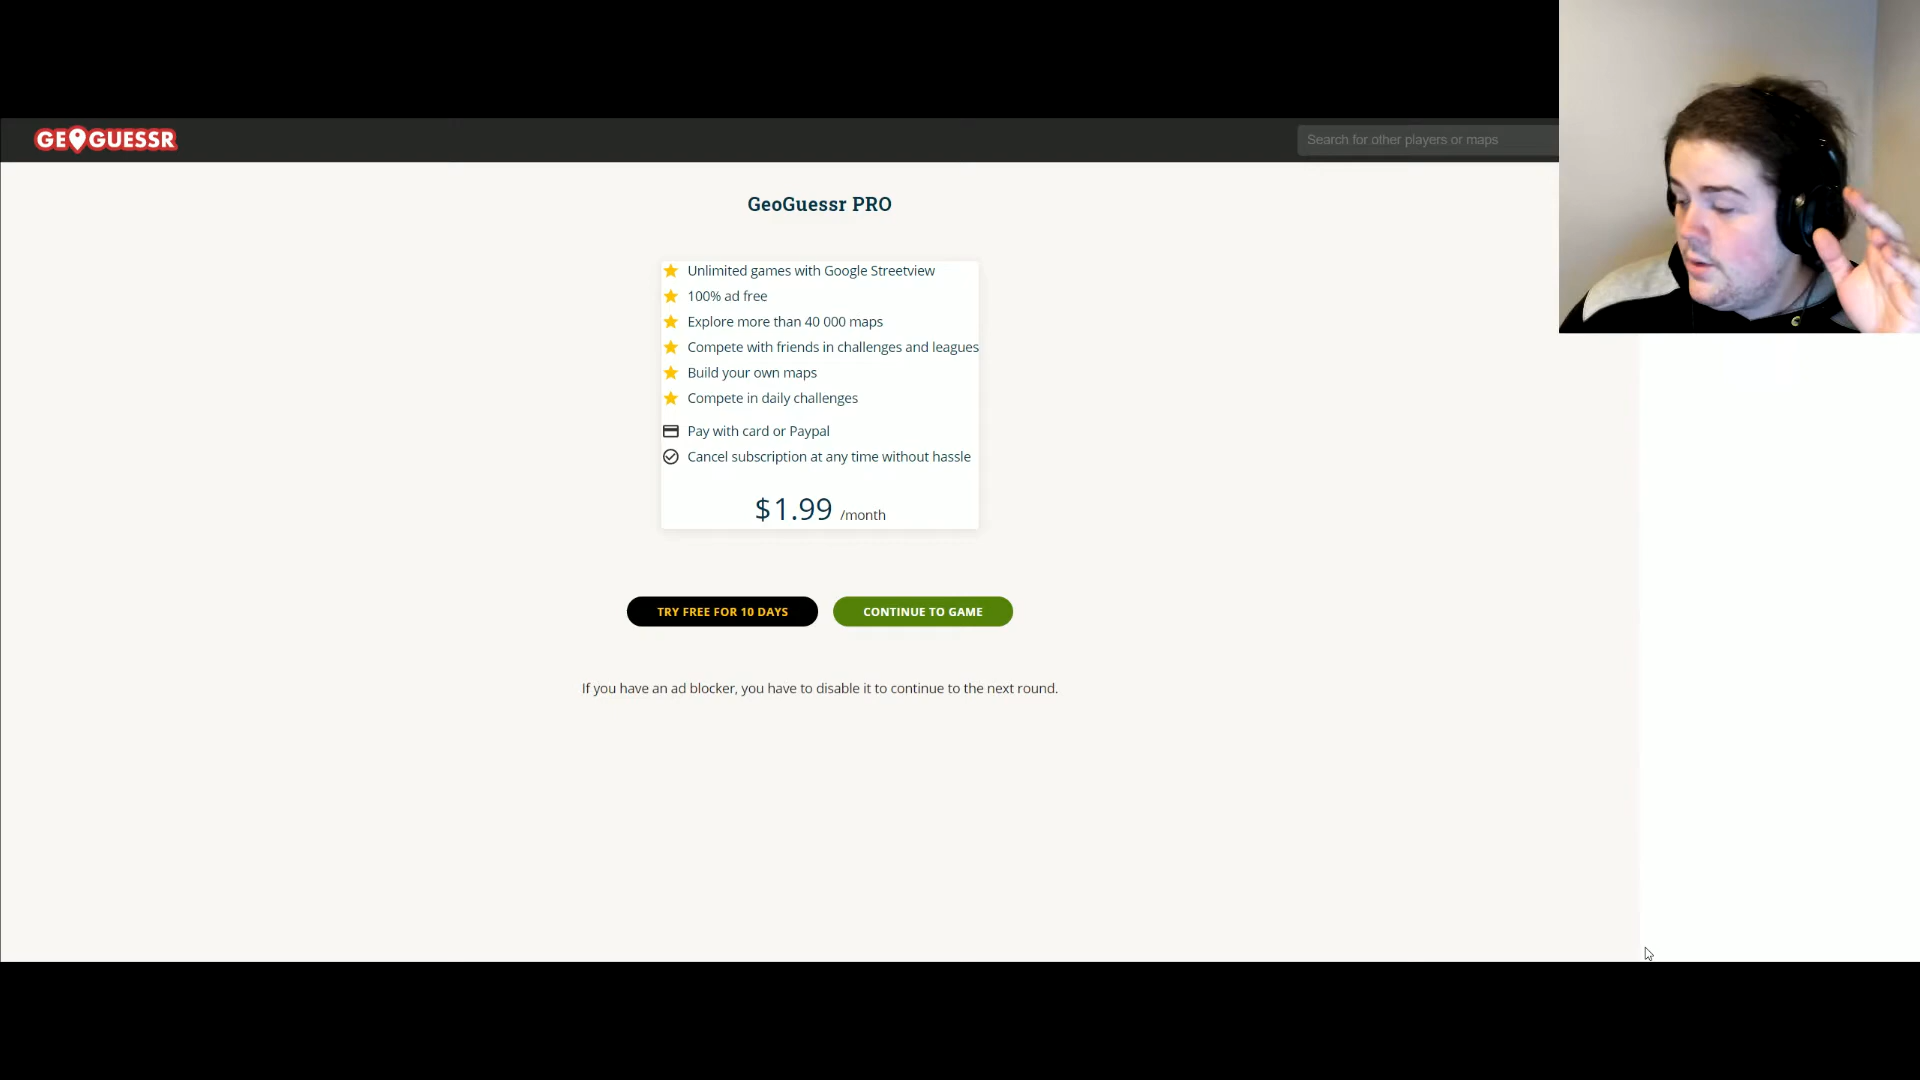 GEOGUESSR
Search for other players or maps
GeoGuessr PRO
Unlimited games with Google Streetview
100% ad free
Explore more than 40 000 maps
Compete with friends in challenges and leagues
Build your own maps
Compete in daily challenges
Pay with card or Paypal
Cancel subscription at any time without hassle
$1.99 /month
TRY FREE FOR 10 DAYS CONTINUE TO GAME
If you have an ad blocker, you have to disable it to continue to the next round.